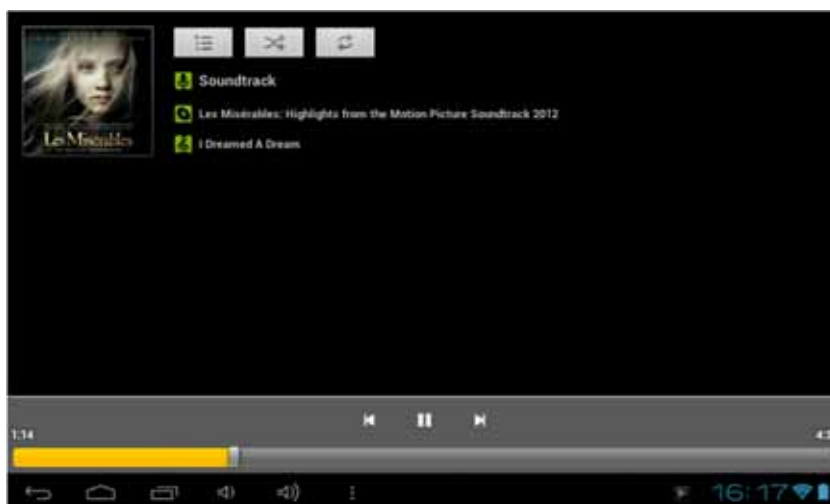 Les Misérables
Soundtrack
Les Misérables: Highlights from the Motion Picture Soundtrack 2012
I Dreamed A Dream
1:14
16:17